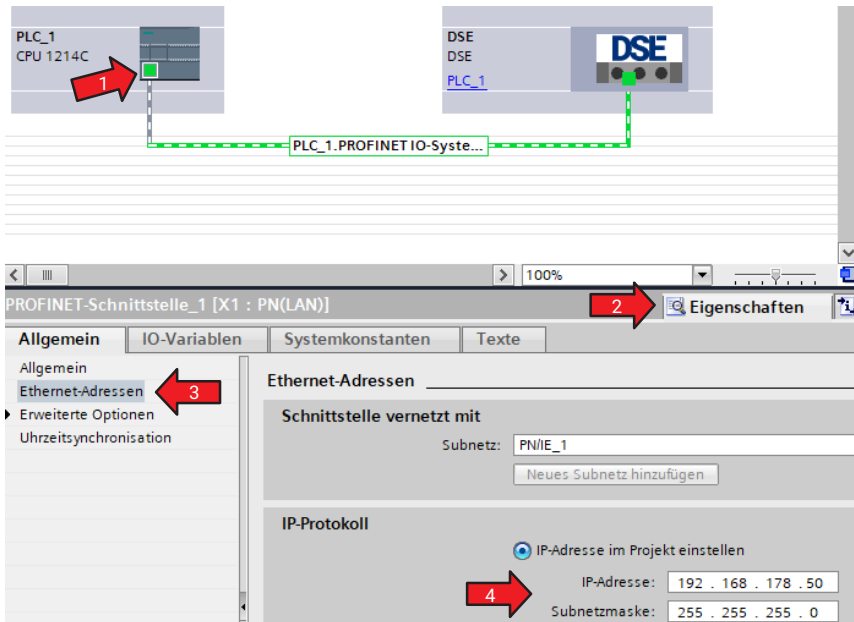 PLC_1
CPU 1214C
DSE
DSE
PLC_1
DSE
1
PLC_1.PROFINET IO-Syste...
100%
PROFINET-Schnittstelle_1 [X1 : PN(LAN)]
2
Eigenschaften
Allgemein
IO-Variablen
Systemkonstanten
Texte
Allgemein
Ethernet-Adressen
3
Erweiterte Optionen
Uhrzeitsynchronisation
Ethernet-Adressen
Schnittstelle vernetzt mit
Subnetz: PN/IE_1
Neues Subnetz hinzufügen
IP-Protokoll
IP-Adresse im Projekt einstellen
4
IP-Adresse: 192 . 168 . 178 . 50
Subnetzmaske: 255 . 255 . 255 . 0